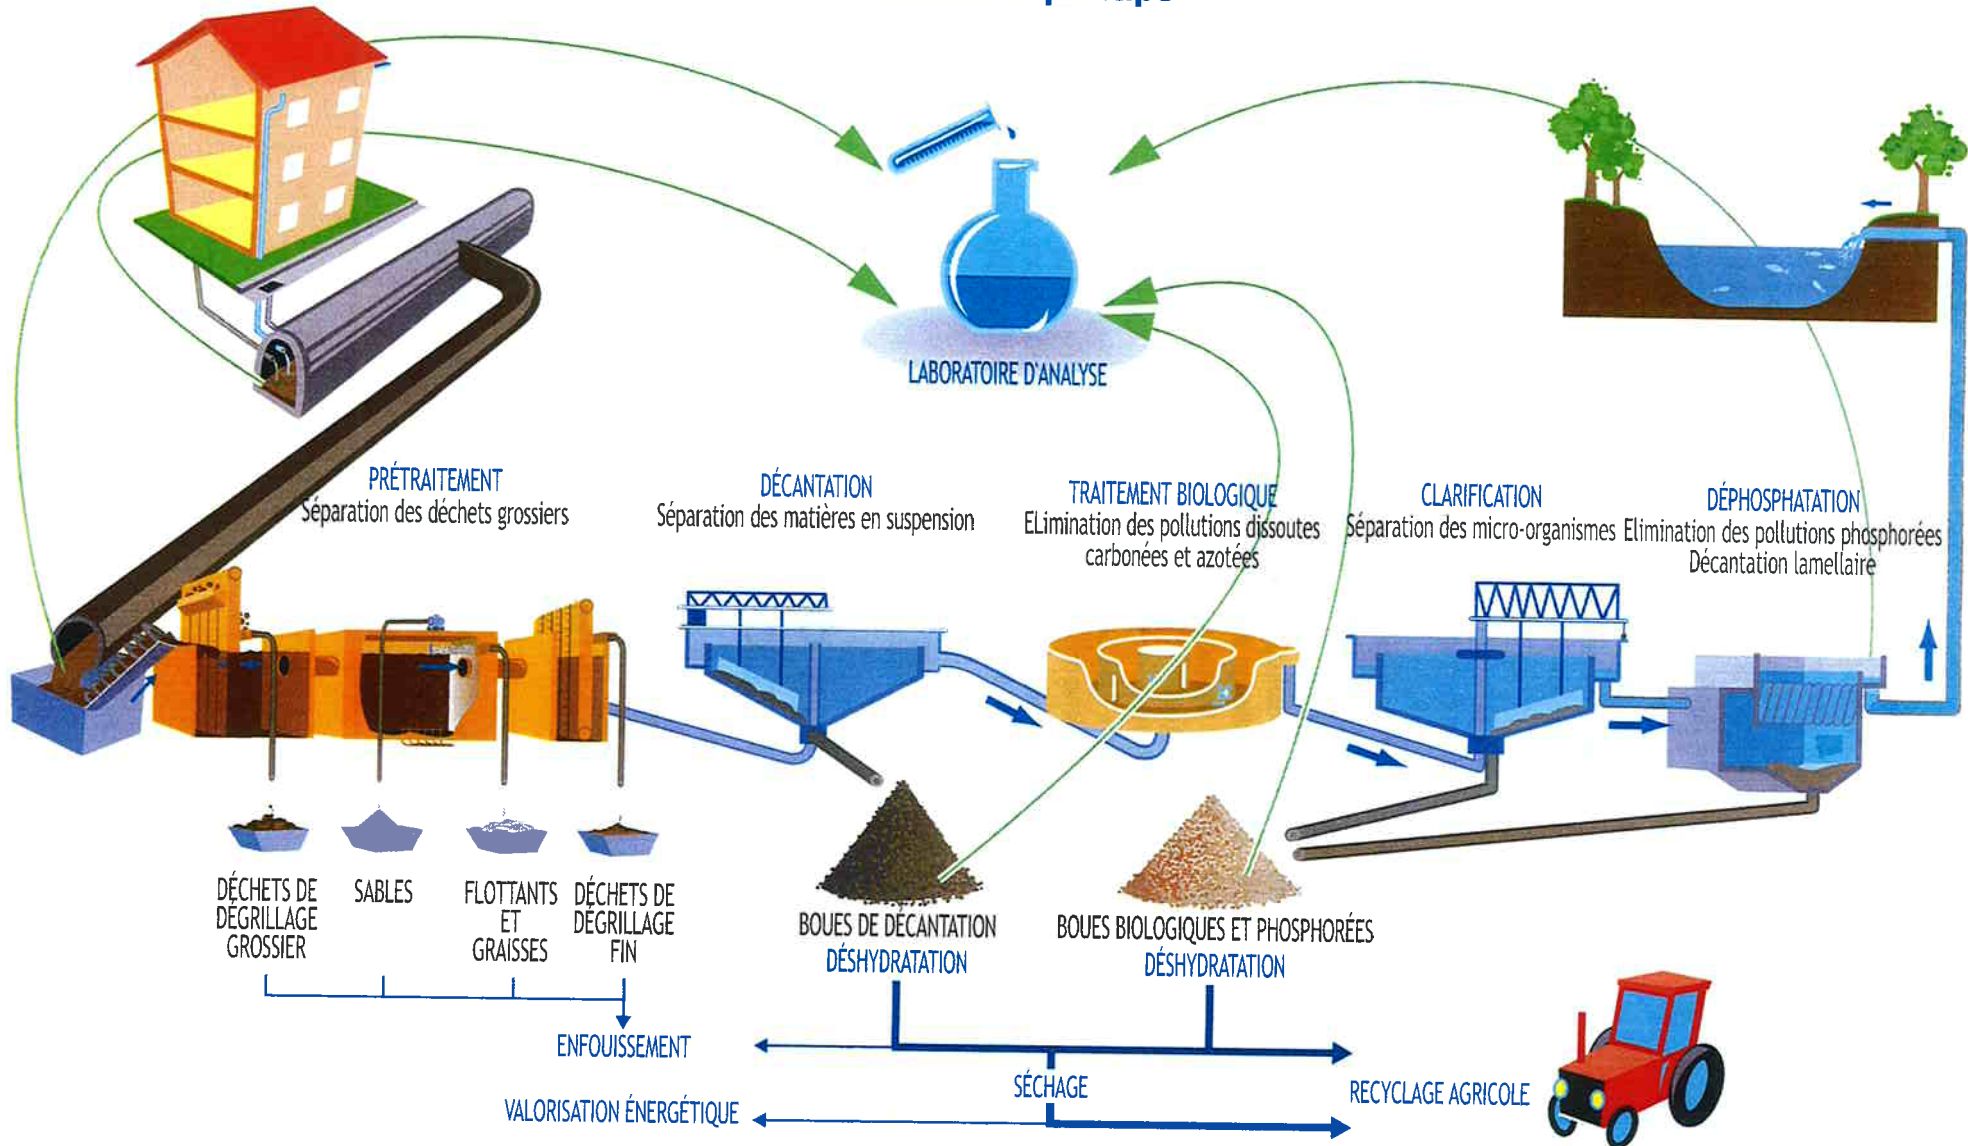 LABORATOIRE D'ANALYSE
PRÉTRAITEMENT
Séparation des déchets grossiers
DÉCANTATION
Séparation des matières en suspension
TRAITEMENT BIOLOGIQUE
ELimination des pollutions dissoutes
carbonées et azotées
CLARIFICATION
Séparation des micro-organismes
DÉPHOSPHATATION
Elimination des pollutions phosphorées
Décantation lamellaire
DÉCHETS DE
DÉGRILLAGE
GROSSIER
SABLES
FLOTTANTS
ET
GRAISSES
DÉCHETS DE
DÉGRILLAGE
FIN
BOUES DE DÉCANTATION
DÉSHYDRATATION
BOUES BIOLOGIQUES ET PHOSPHORÉES
DÉSHYDRATATION
ENFOUISSEMENT
SÉCHAGE
VALORISATION ÉNERGÉTIQUE
RECYCLAGE AGRICOLE